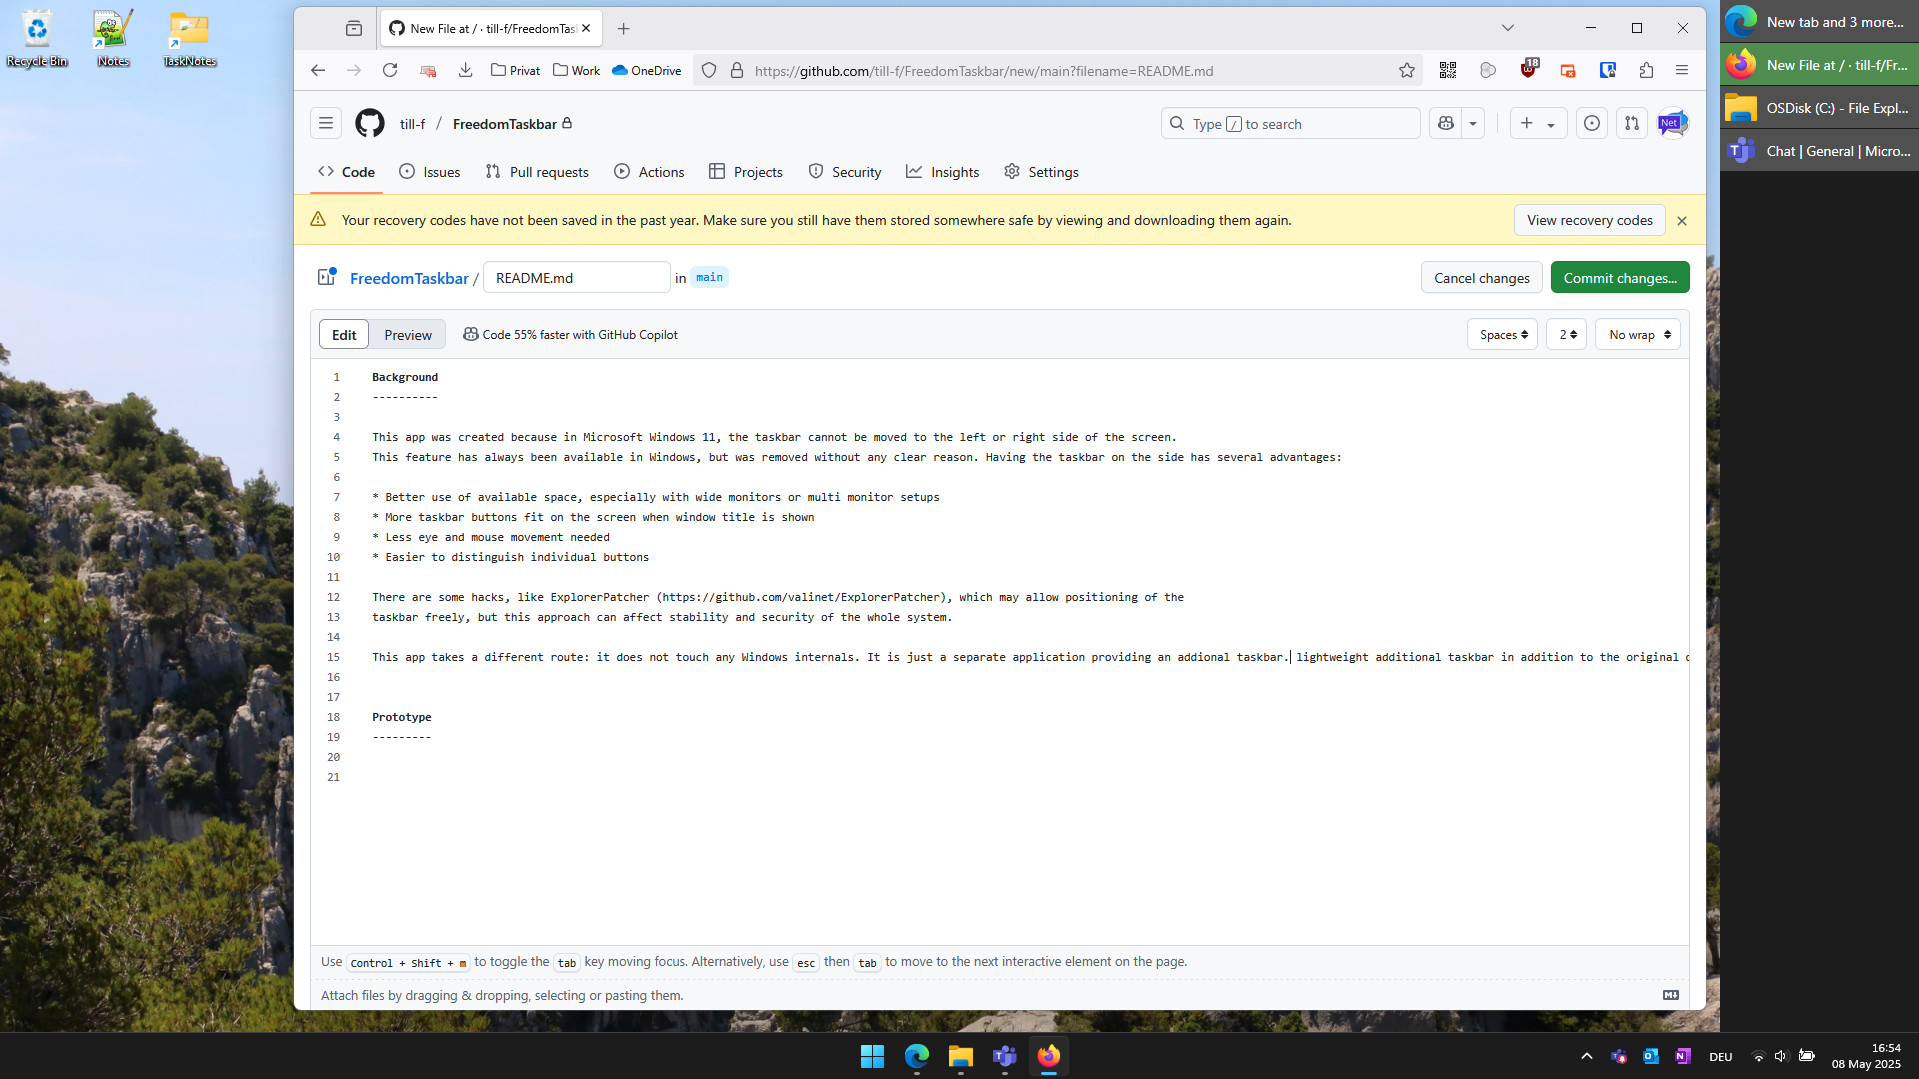 Recycle Bin
Notes
TaskNotes
New File at / · till-f/FreedomTas
Privat
Work
OneDrive
https://github.com/till-f/FreedomTaskbar/new/main?filename=README.md
18
till-f / FreedomTaskbar
Type / to search
Net
Code
Issues
Pull requests
Actions
Projects
Security
Insights
Settings
Your recovery codes have not been saved in the past year. Make sure you still have them stored somewhere safe by viewing and downloading them again.
View recovery codes
FreedomTaskbar / README.md in main
Cancel changes
Commit changes...
Edit
Preview
Code 55% faster with GitHub Copilot
Spaces
2
No wrap
1 Background
2 ----------
3
4 This app was created because in Microsoft Windows 11, the taskbar cannot be moved to the left or right side of the screen.
5 This feature has always been available in Windows, but was removed without any clear reason. Having the taskbar on the side has several advantages:
6
7 * Better use of available space, especially with wide monitors or multi monitor setups
8 * More taskbar buttons fit on the screen when window title is shown
9 * Less eye and mouse movement needed
10 * Easier to distinguish individual buttons
11
12 There are some hacks, like ExplorerPatcher (https://github.com/valinet/ExplorerPatcher), which may allow positioning of the
13 taskbar freely, but this approach can affect stability and security of the whole system.
14
15 This app takes a different route: it does not touch any Windows internals. It is just a separate application providing an addional taskbar. lightweight additional taskbar in addition to the original
16
17
18 Prototype
19 ---------
20
21
Use Control + Shift + m to toggle the tab key moving focus. Alternatively, use esc then tab to move to the next interactive element on the page.
Attach files by dragging & dropping, selecting or pasting them.
New tab and 3 more...
New File at / · till-f/Fr...
OSDisk (C:) - File Expl...
Chat | General | Micro...
DEU
16:54
08 May 2025